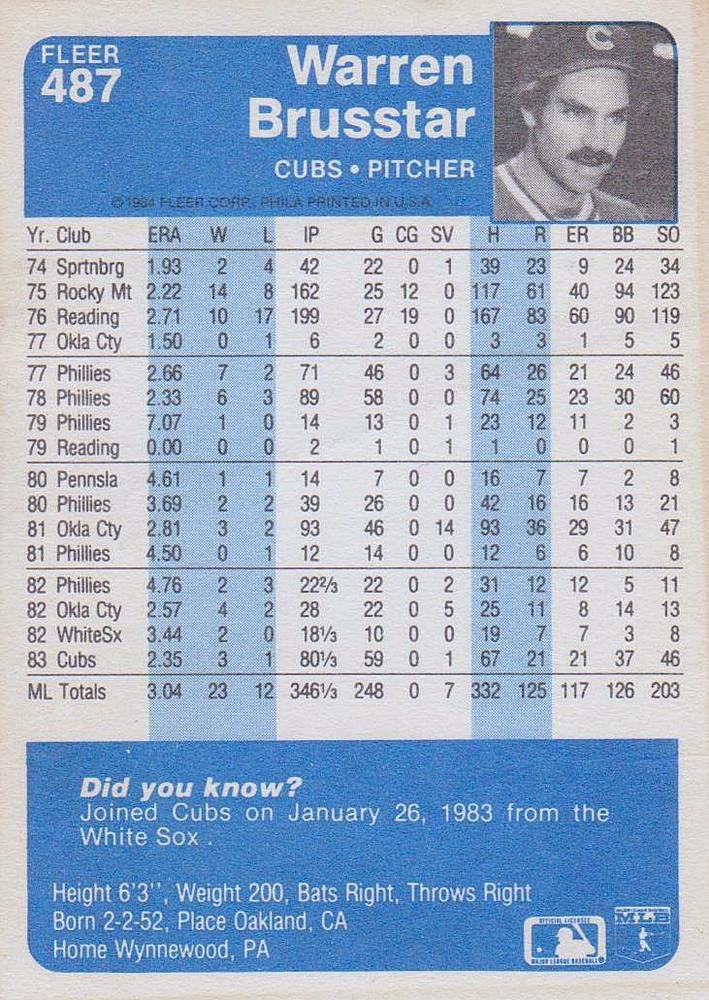 FLEER
487
Warren
Brusstar
CUBS • PITCHER
C
© 1984 FLEER CORP., PHILA PRINTED IN U.S.A.
Yr. Club ERA W L IP G CG SV H R ER BB SO
74 Sprtnbrg 1.93 2 4 42 22 0 1 39 23 9 24 34
75 Rocky Mt 2.22 14 8 162 25 12 0 117 61 40 94 123
76 Reading 2.71 10 17 199 27 19 0 167 83 60 90 119
77 Okla Cty 1.50 0 1 6 2 0 0 3 3 1 5 5
77 Phillies 2.66 7 2 71 46 0 3 64 26 21 24 46
78 Phillies 2.33 6 3 89 58 0 0 74 25 23 30 60
79 Phillies 7.07 1 0 14 13 0 1 23 12 11 2 3
79 Reading 0.00 0 0 2 1 0 1 1 0 0 0 1
80 Pennsla 4.61 1 1 14 7 0 0 16 7 7 2 8
80 Phillies 3.69 2 2 39 26 0 0 42 16 16 13 21
81 Okla Cty 2.81 3 2 93 46 0 14 93 36 29 31 47
81 Phillies 4.50 0 1 12 14 0 0 12 6 6 10 8
82 Phillies 4.76 2 3 22⅔ 22 0 2 31 12 12 5 11
82 Okla Cty 2.57 4 2 28 22 0 5 25 11 8 14 13
82 WhiteSx 3.44 2 0 18⅓ 10 0 0 19 7 7 3 8
83 Cubs 2.35 3 1 80⅓ 59 0 1 67 21 21 37 46
ML Totals 3.04 23 12 346⅓ 248 0 7 332 125 117 126 203
Did you know?
Joined Cubs on January 26, 1983 from the
White Sox .
Height 6'3'', Weight 200, Bats Right, Throws Right
Born 2-2-52, Place Oakland, CA
Home Wynnewood, PA
OFFICIAL LICENSEE
MAJOR LEAGUE BASEBALL
MLB